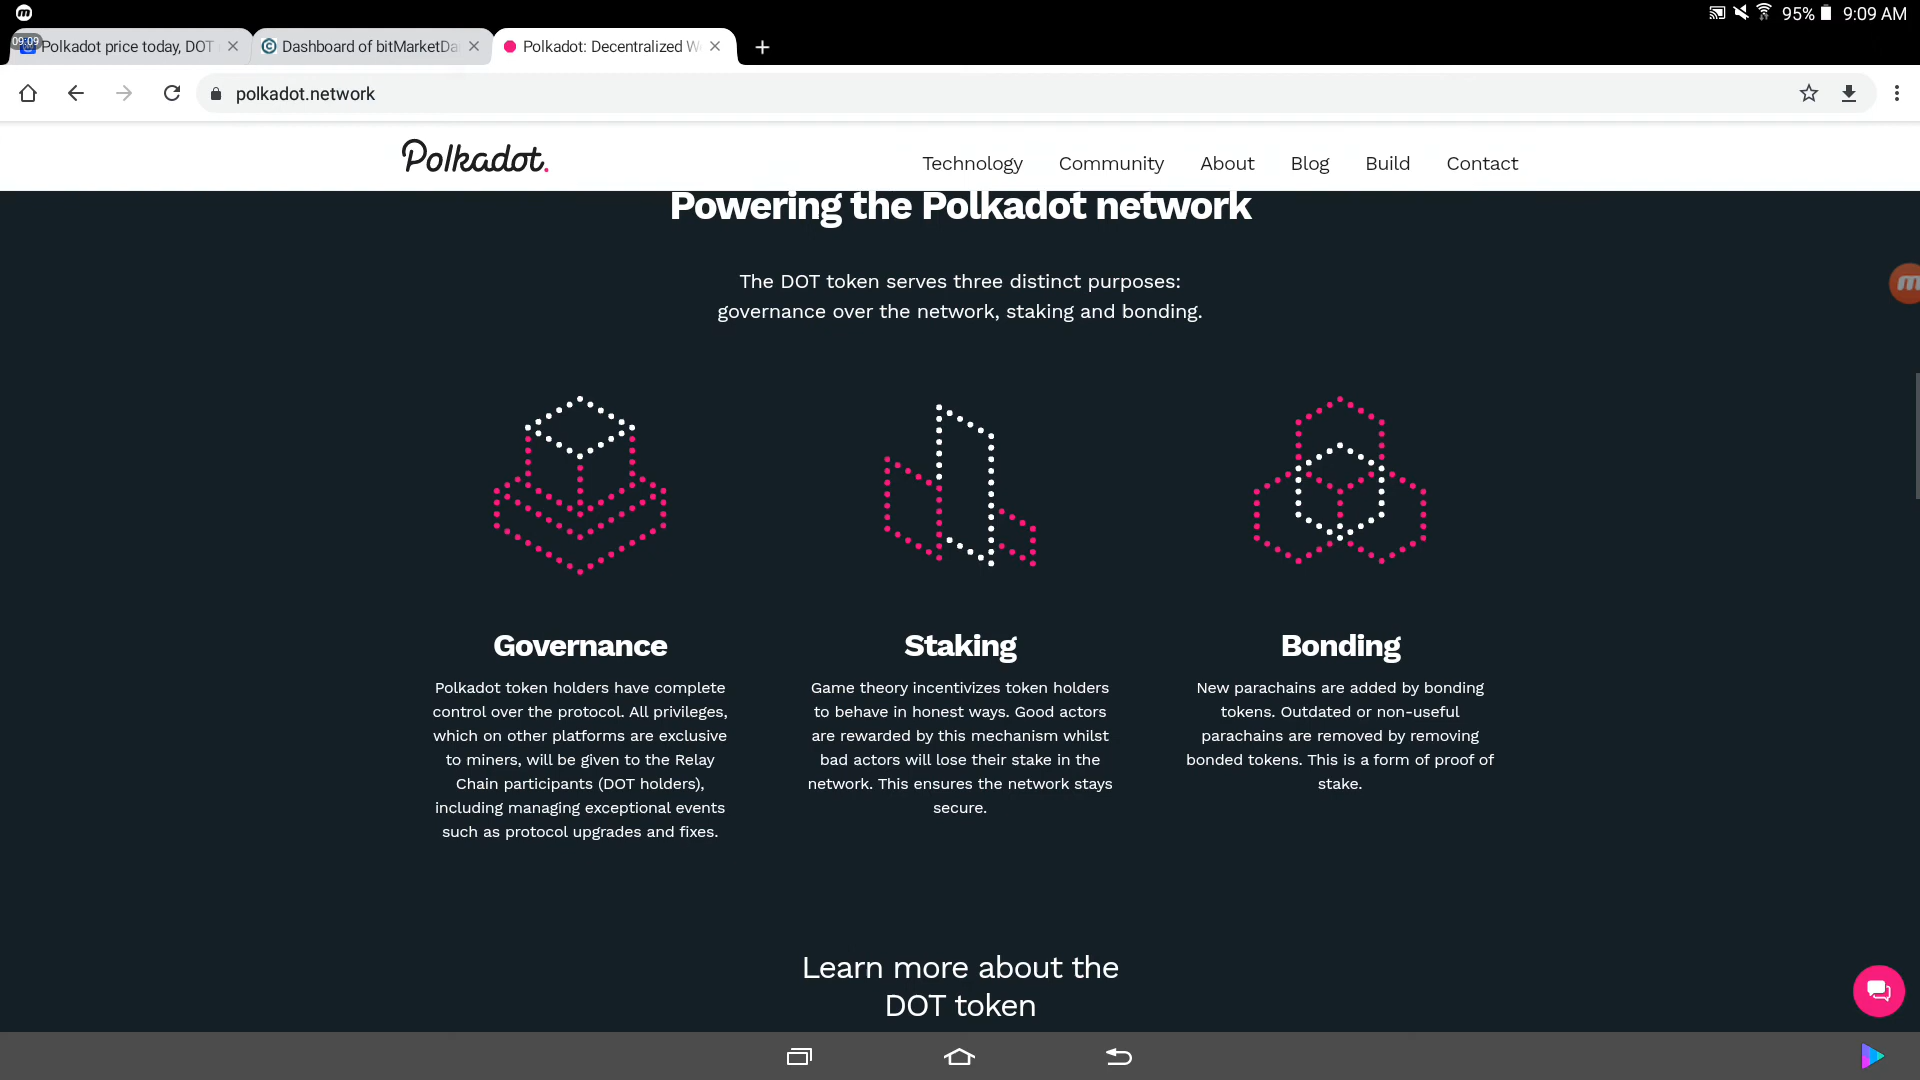 95% 9:09 AM
09:09
Polkadot price today, DOT
Dashboard of bitMarketDa
Polkadot: Decentralized W
polkadot.network
Polkadot.
Technology Community About Blog Build Contact
Powering the Polkadot network
The DOT token serves three distinct purposes:
governance over the network, staking and bonding.
Governance
Polkadot token holders have complete
control over the protocol. All privileges,
which on other platforms are exclusive
to miners, will be given to the Relay
Chain participants (DOT holders),
including managing exceptional events
such as protocol upgrades and fixes.
Staking
Game theory incentivizes token holders
to behave in honest ways. Good actors
are rewarded by this mechanism whilst
bad actors will lose their stake in the
network. This ensures the network stays
secure.
Bonding
New parachains are added by bonding
tokens. Outdated or non-useful
parachains are removed by removing
bonded tokens. This is a form of proof of
stake.
Learn more about the
DOT token